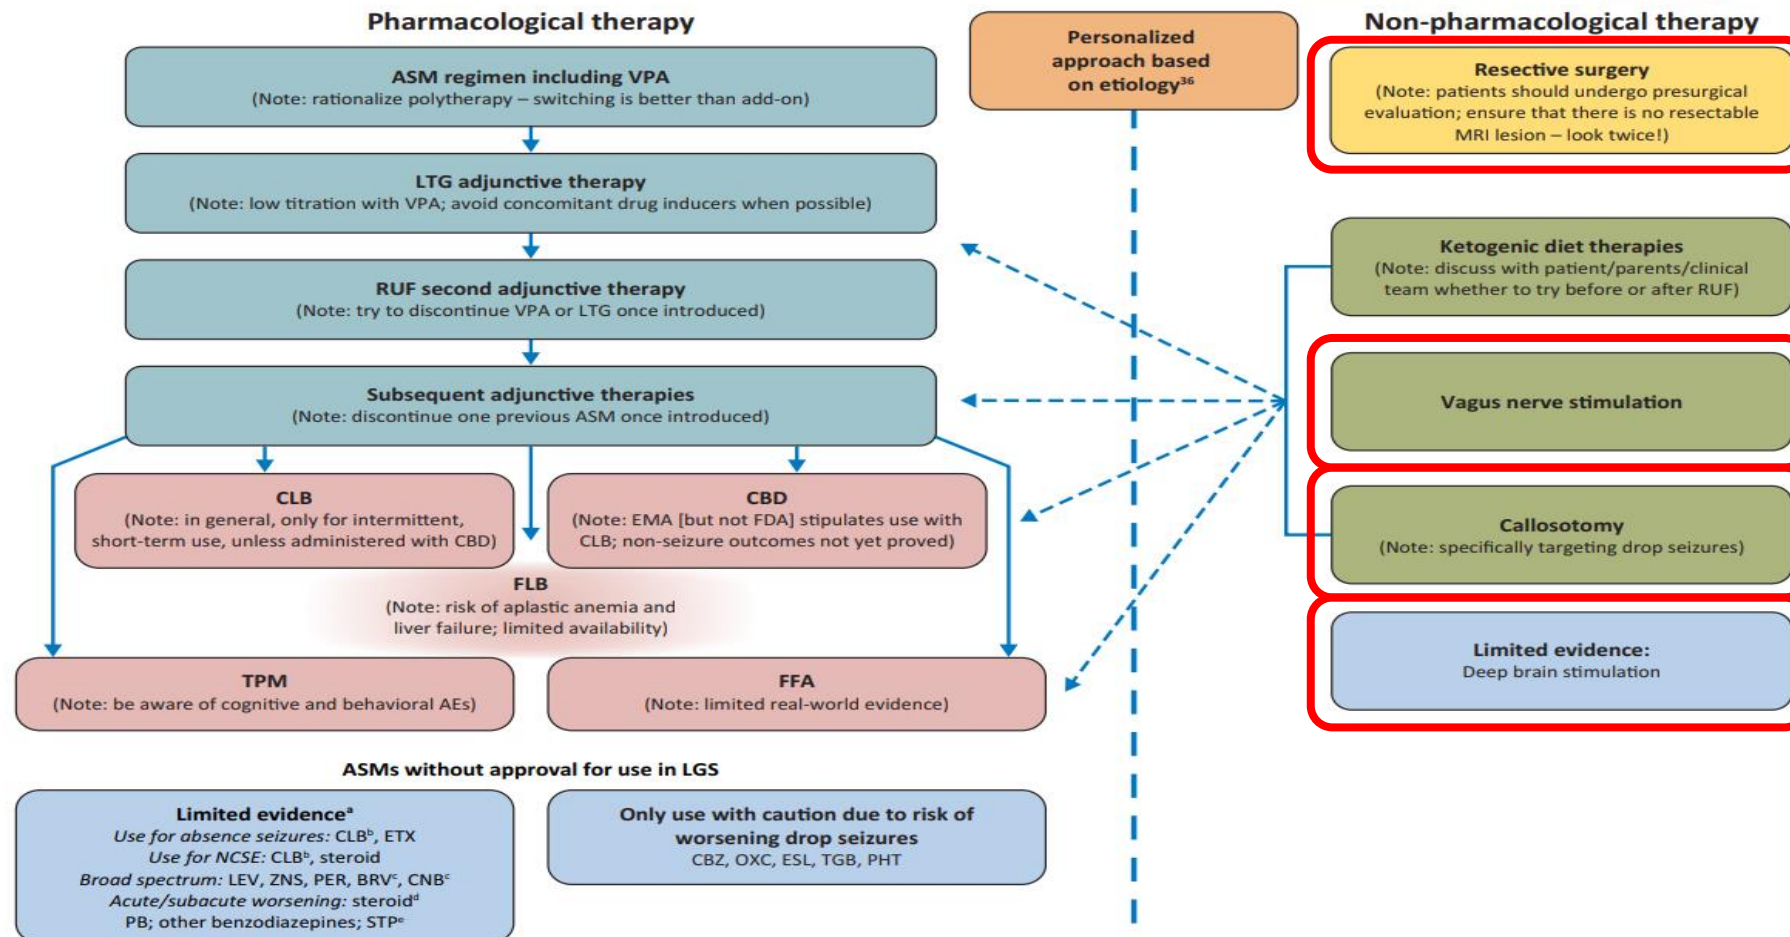 Pharmacological therapy
ASM regimen including VPA
(Note: rationalize polytherapy – switching is better than add-on)
LTG adjunctive therapy
(Note: low titration with VPA; avoid concomitant drug inducers when possible)
RUF second adjunctive therapy
(Note: try to discontinue VPA or LTG once introduced)
Subsequent adjunctive therapies
(Note: discontinue one previous ASM once introduced)
CLB
(Note: in general, only for intermittent,
short-term use, unless administered with CBD)
CBD
(Note: EMA [but not FDA] stipulates use with
CLB; non-seizure outcomes not yet proved)
FLB
(Note: risk of aplastic anemia and
liver failure; limited availability)
TPM
(Note: be aware of cognitive and behavioral AEs)
FFA
(Note: limited real-world evidence)
ASMs without approval for use in LGS
Limited evidenceᵃ
Use for absence seizures: CLBᵇ, ETX
Use for NCSE: CLBᵇ, steroid
Broad spectrum: LEV, ZNS, PER, BRVᶜ, CNBᶜ
Acute/subacute worsening: steroidᵈ
PB; other benzodiazepines; STPᵉ
Only use with caution due to risk of
worsening drop seizures
CBZ, OXC, ESL, TGB, PHT
Personalized
approach based
on etiology³⁶
Non-pharmacological therapy
Resective surgery
(Note: patients should undergo presurgical
evaluation; ensure that there is no resectable
MRI lesion – look twice!)
Ketogenic diet therapies
(Note: discuss with patient/parents/clinical
team whether to try before or after RUF)
Vagus nerve stimulation
Callosotomy
(Note: specifically targeting drop seizures)
Limited evidence:
Deep brain stimulation